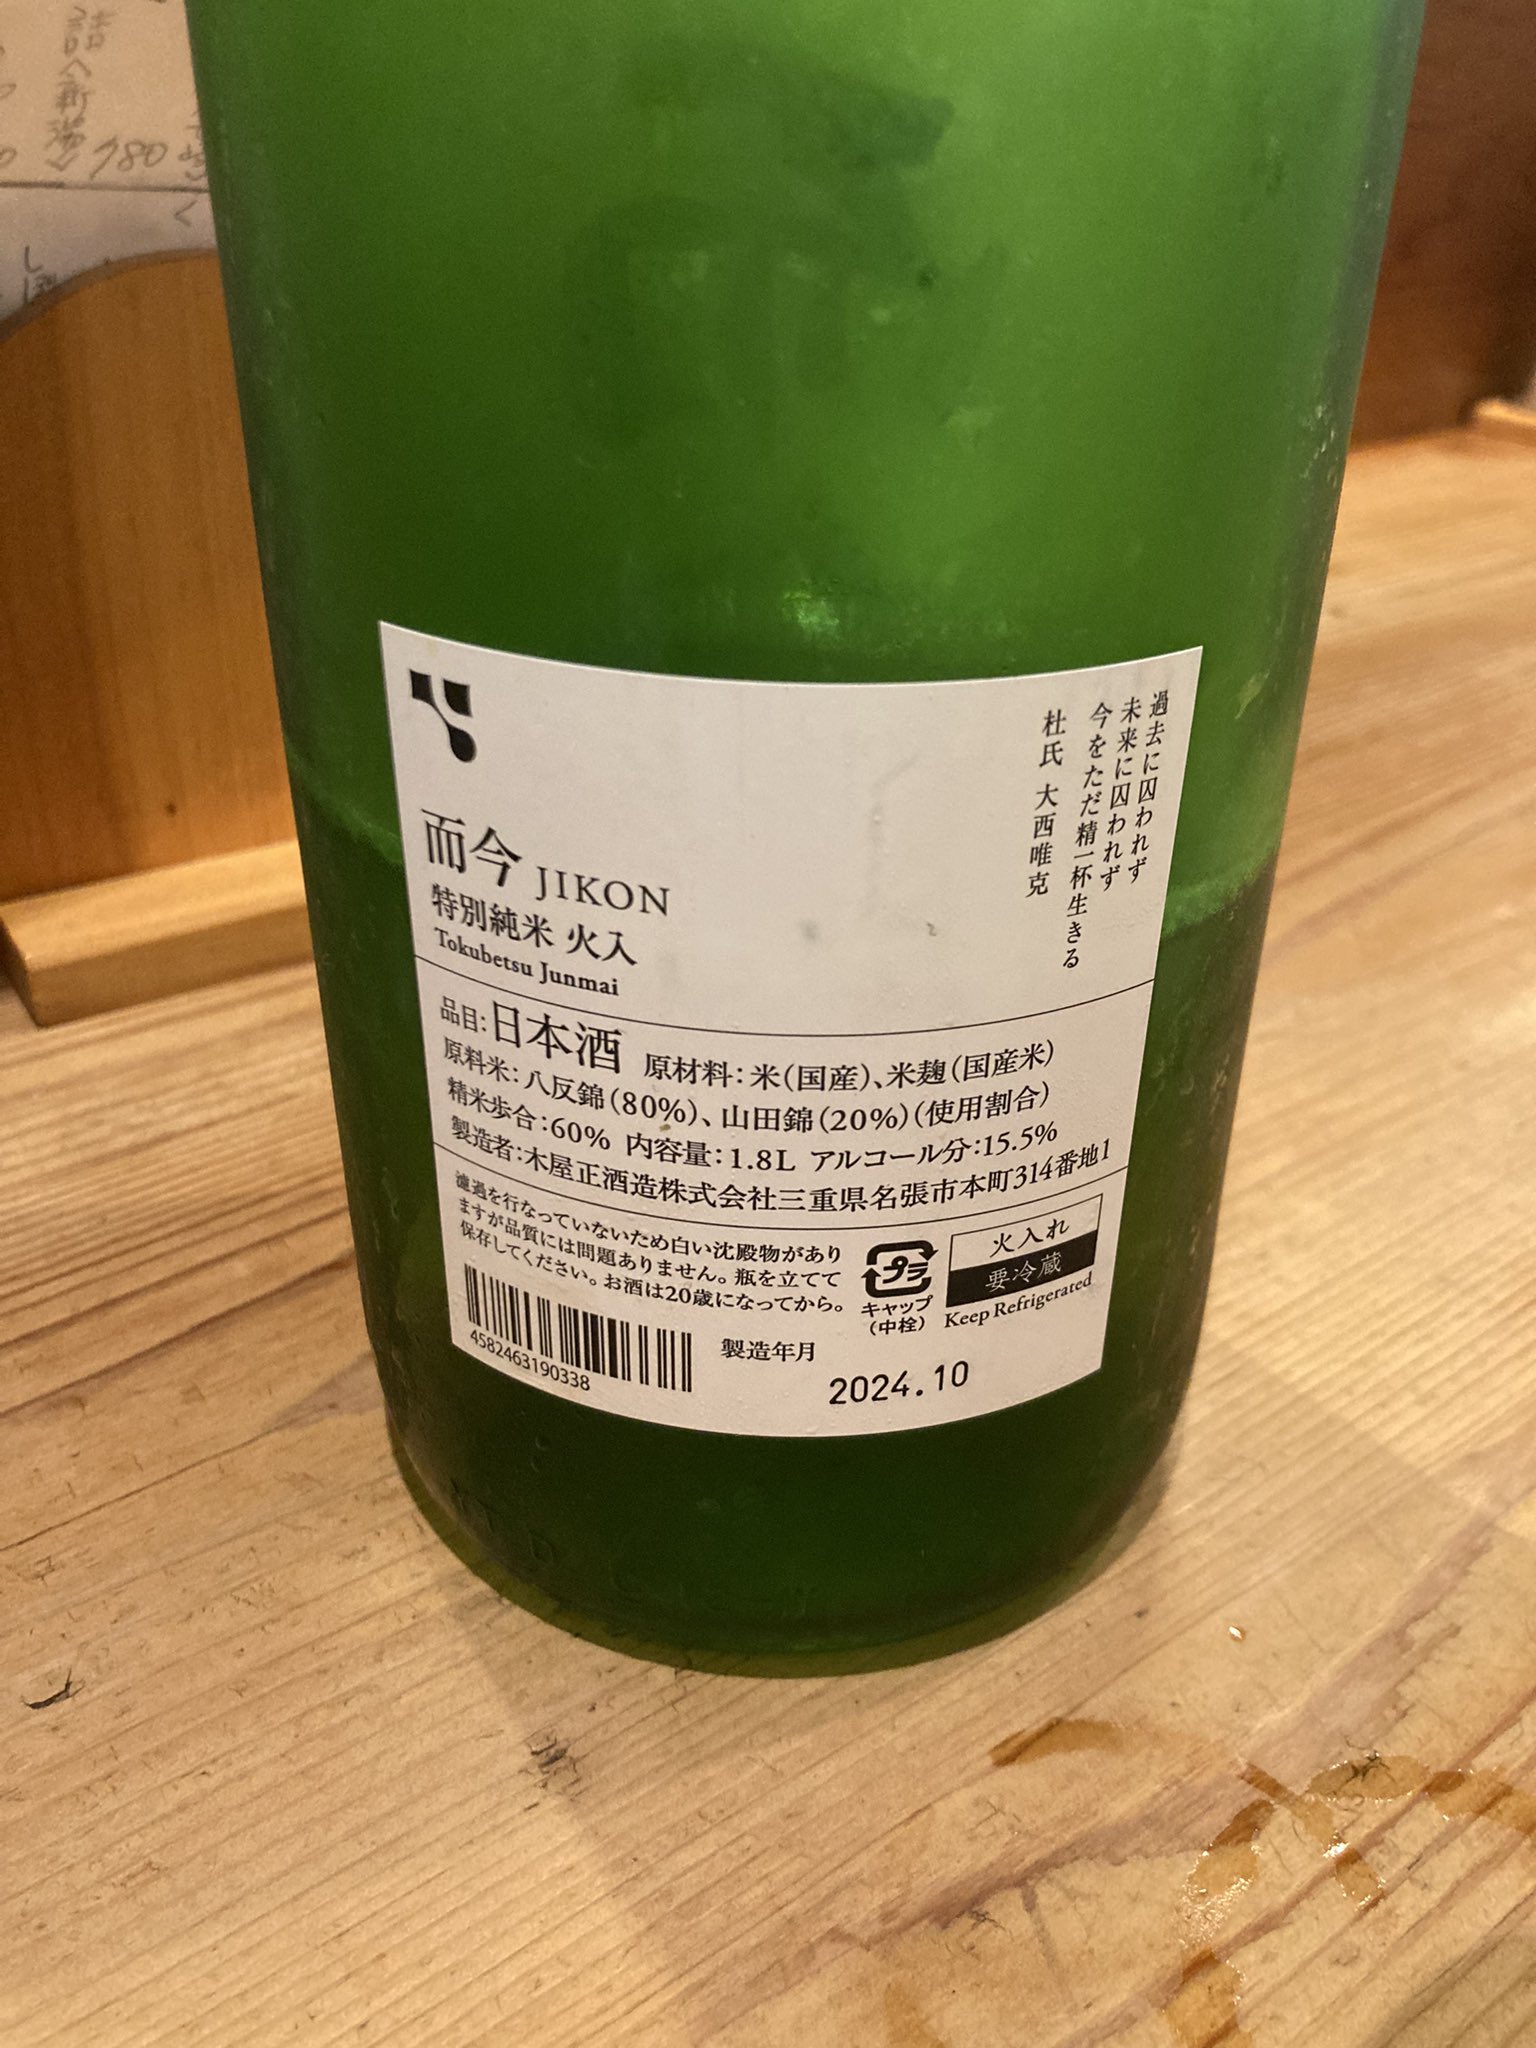 980
過去に囚われず
未来に囚われず
今をただ精一杯生きる
杜氏 大西唯克
而今 JIKON
特別純米 火入
Tokubetsu Junmai
品目:日本酒 原材料:米(国産)、米麹(国産米)
原料米:八反錦(80%)、山田錦(20%)(使用割合)
精米歩合:60% 内容量:1.8L アルコール分:15.5%
製造者:木屋正酒造株式会社三重県名張市本町314番地1
濾過を行なっていないため白い沈殿物があり
ますが品質には問題ありません。瓶を立てて
保存してください。お酒は20歳になってから。
プラ
キャップ
(中栓)
火入れ
要冷蔵
Keep Refrigerated
4582463190338
製造年月
2024.10